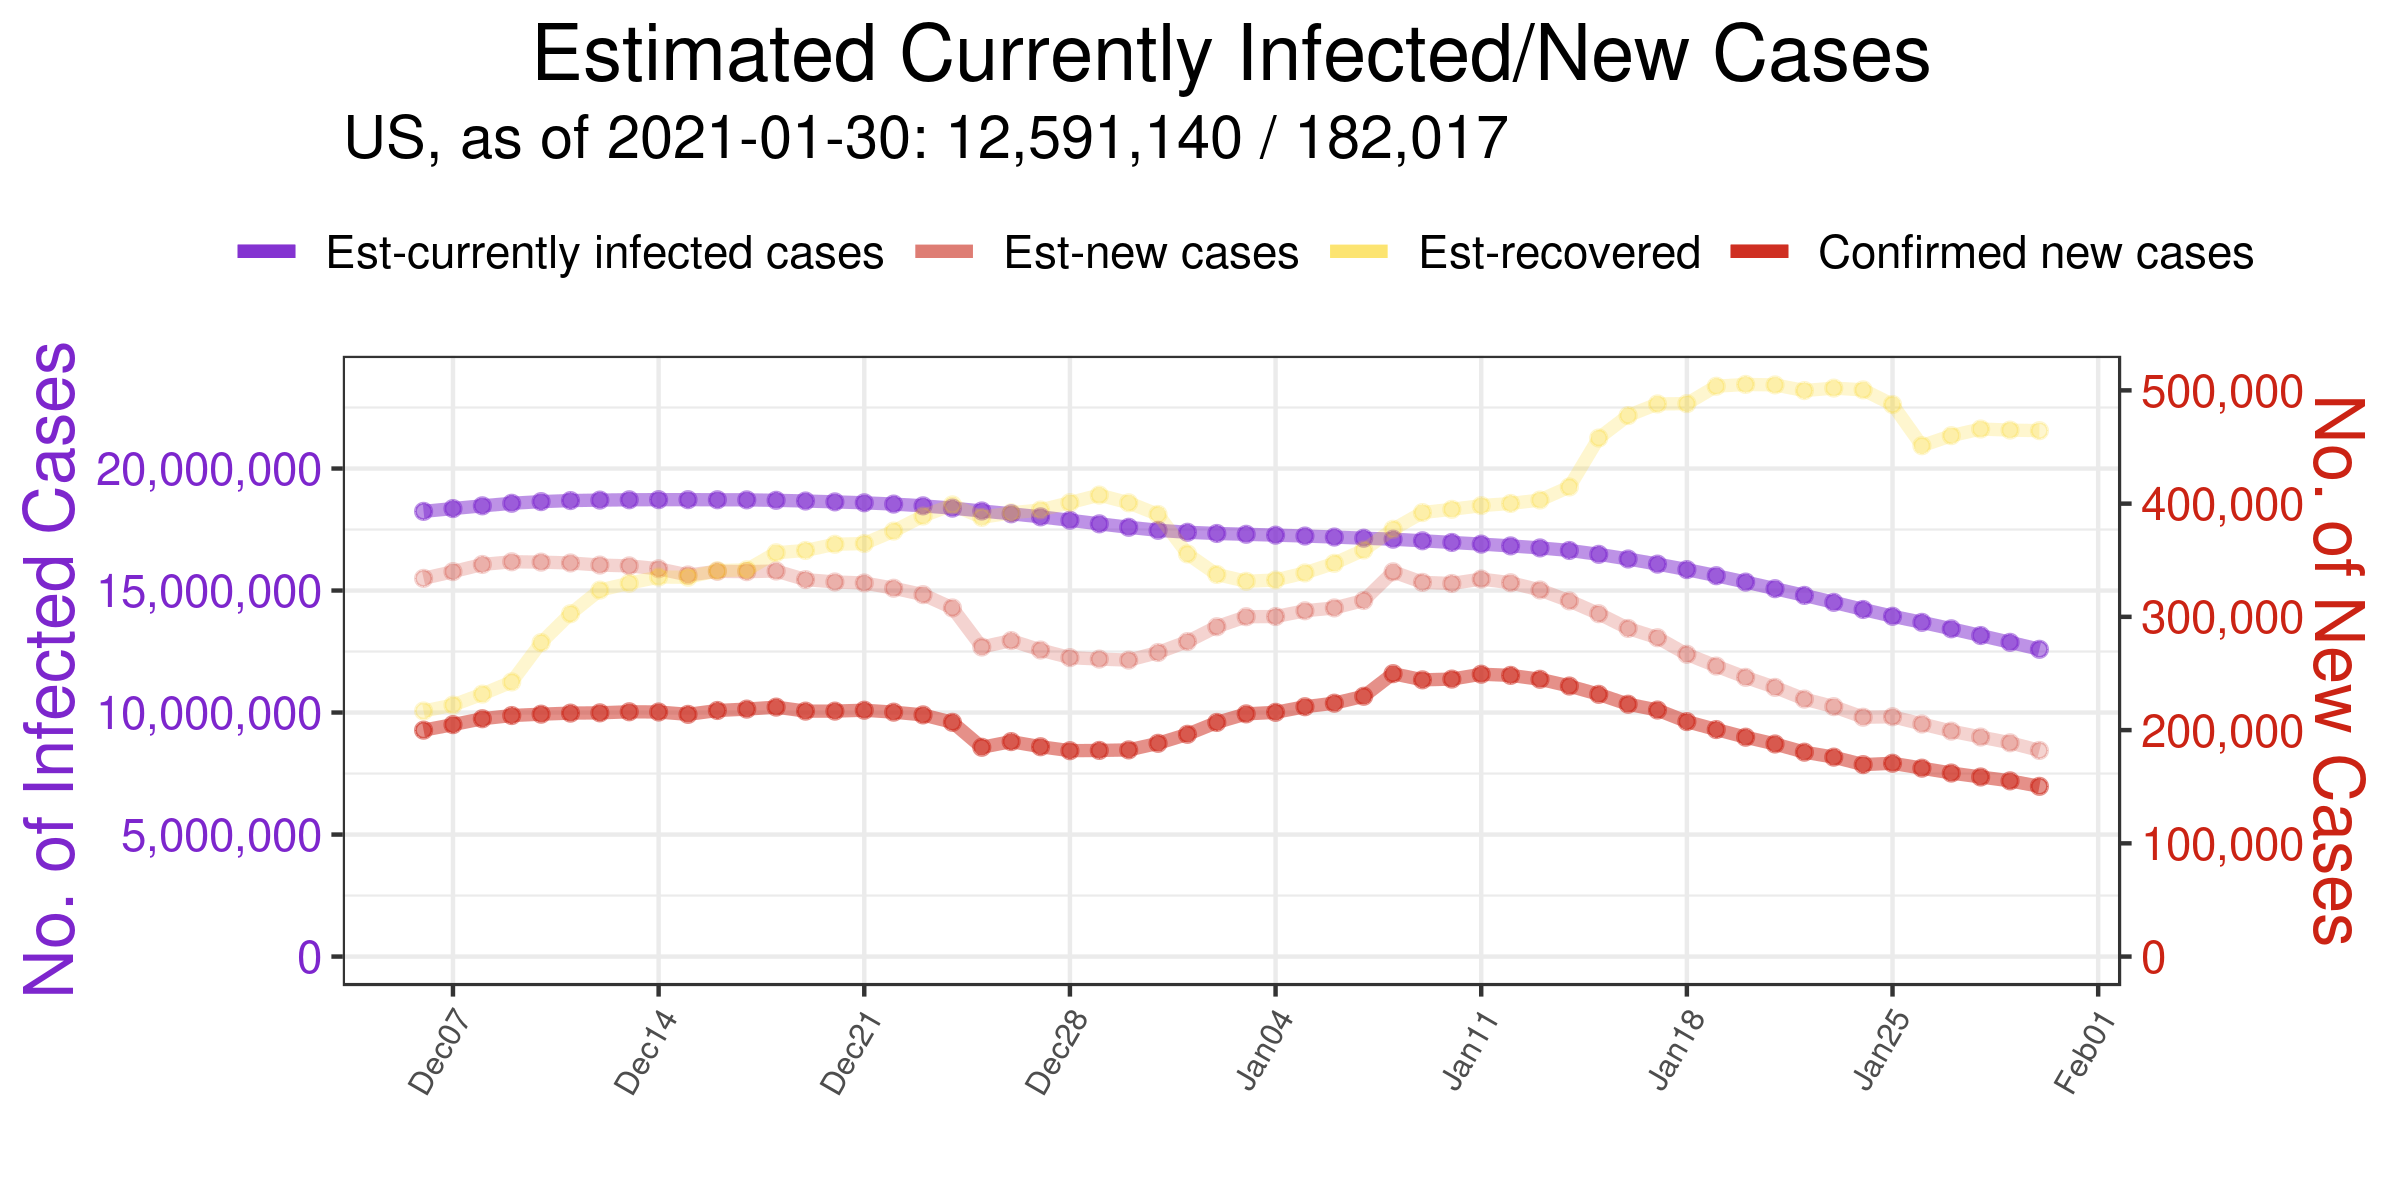 Estimated Currently Infected/New Cases
US, as of 2021-01-30: 12,591,140 / 182,017
Est-currently infected cases Est-new cases Est-recovered Confirmed new cases
No. of Infected Cases
20,000,000
15,000,000
10,000,000
5,000,000
0
500,000
400,000
300,000
200,000
100,000
0
No. of New Cases
Dec07 Dec14 Dec21 Dec28 Jan04 Jan11 Jan18 Jan25 Feb01